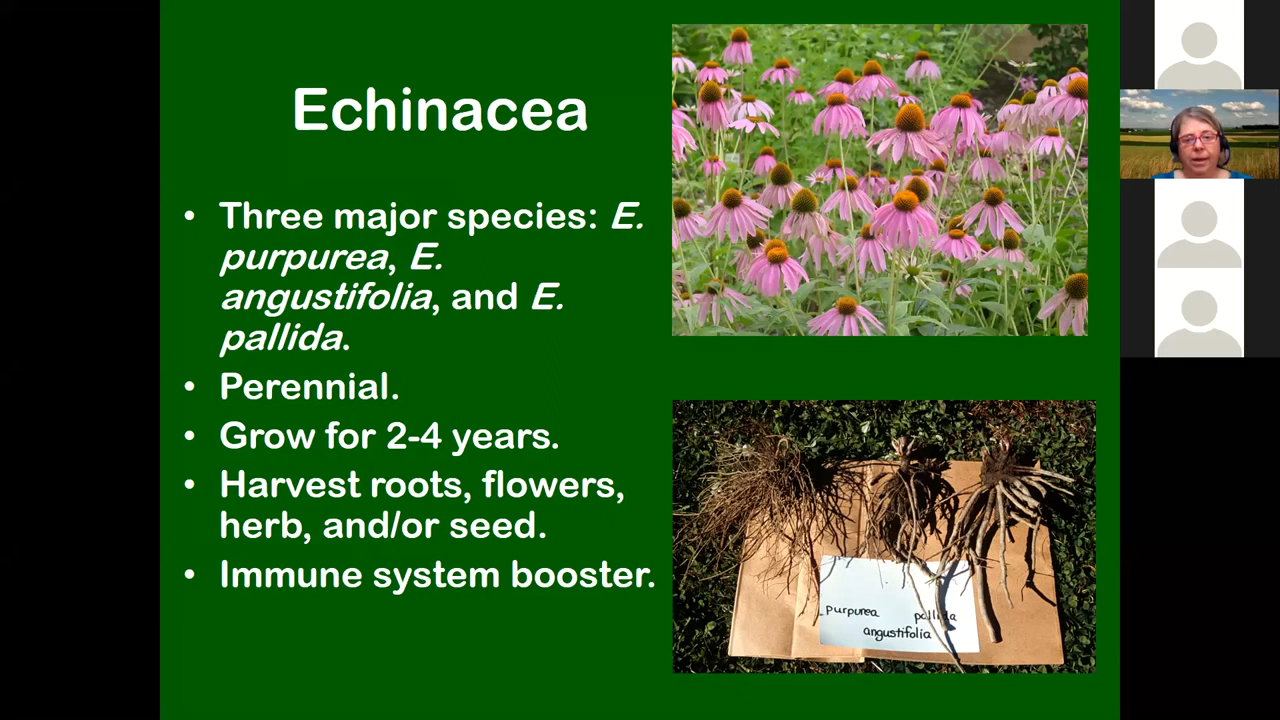 Echinacea
• Three major species: E.
purpurea, E.
angustifolia, and E.
pallida.
• Perennial.
• Grow for 2-4 years.
• Harvest roots, flowers,
herb, and/or seed.
• Immune system booster.
purpurea pallida
angustifolia